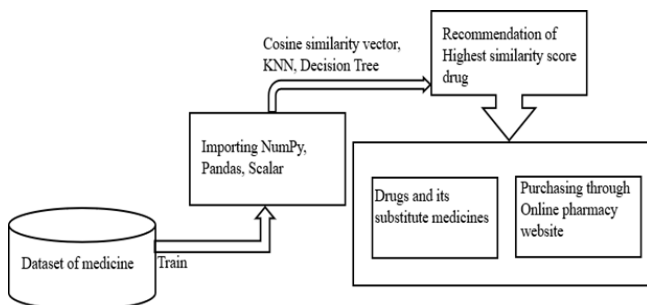 Cosine similarity vector,
KNN, Decision Tree
Recommendation of
Highest similarity score
drug
Importing NumPy,
Pandas, Scalar
Drugs and its
substitute medicines
Purchasing through
Online pharmacy
website
Dataset of medicine
Train